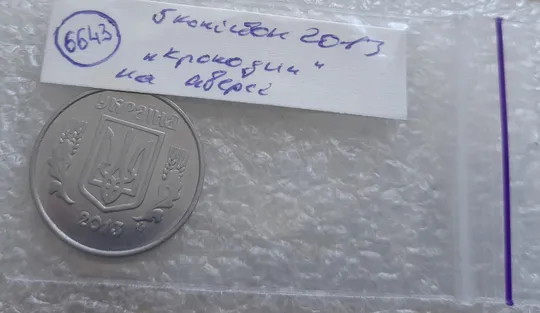 6643
5 копійок 2013
"Крокодил"
на аверсі
УКРАЇНА
2013